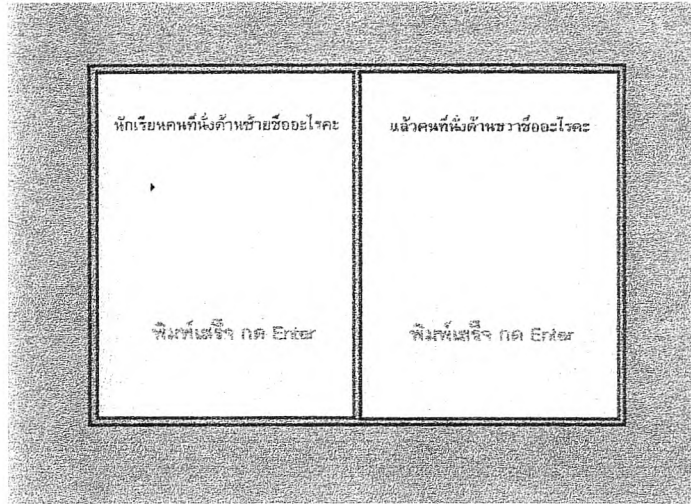 นักเรียนคนที่นั่งด้านซ้ายชื่ออะไรคะ
พิมพ์เสร็จ กด Enter
แล้วคนที่นั่งด้านขวาชื่ออะไรคะ
พิมพ์เสร็จ กด Enter